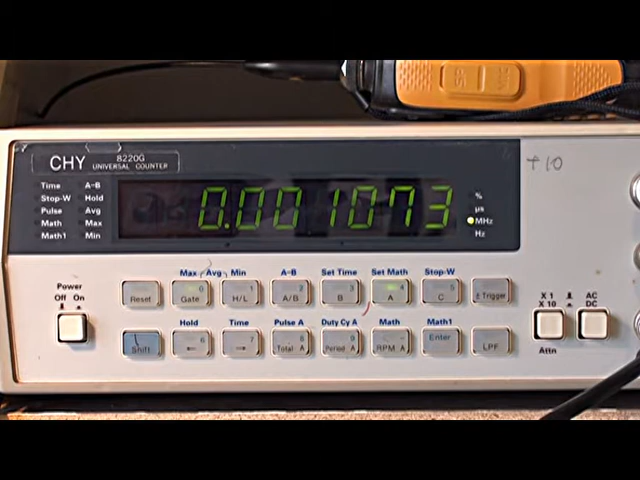 CHY 8220G
UNIVERSAL COUNTER
Time A-B
Stop-W Hold
Pulse Avg
Math Max
Math1 Min
0.001073
%
µs
MHz
Hz
+10
Power
Off On
Max Avg Min A-B Set Time Set Math Stop-W
Reset Gate 0 H/L 1 A/B 2 B 3 A 4 C 5 ± Trigger
Hold Time Pulse A Duty Cy A Math Math1
Shift ← 6 → 7 Total A 8 Period A 9 RPM A Enter LPF
X 1 AC
X 10 DC
Attn